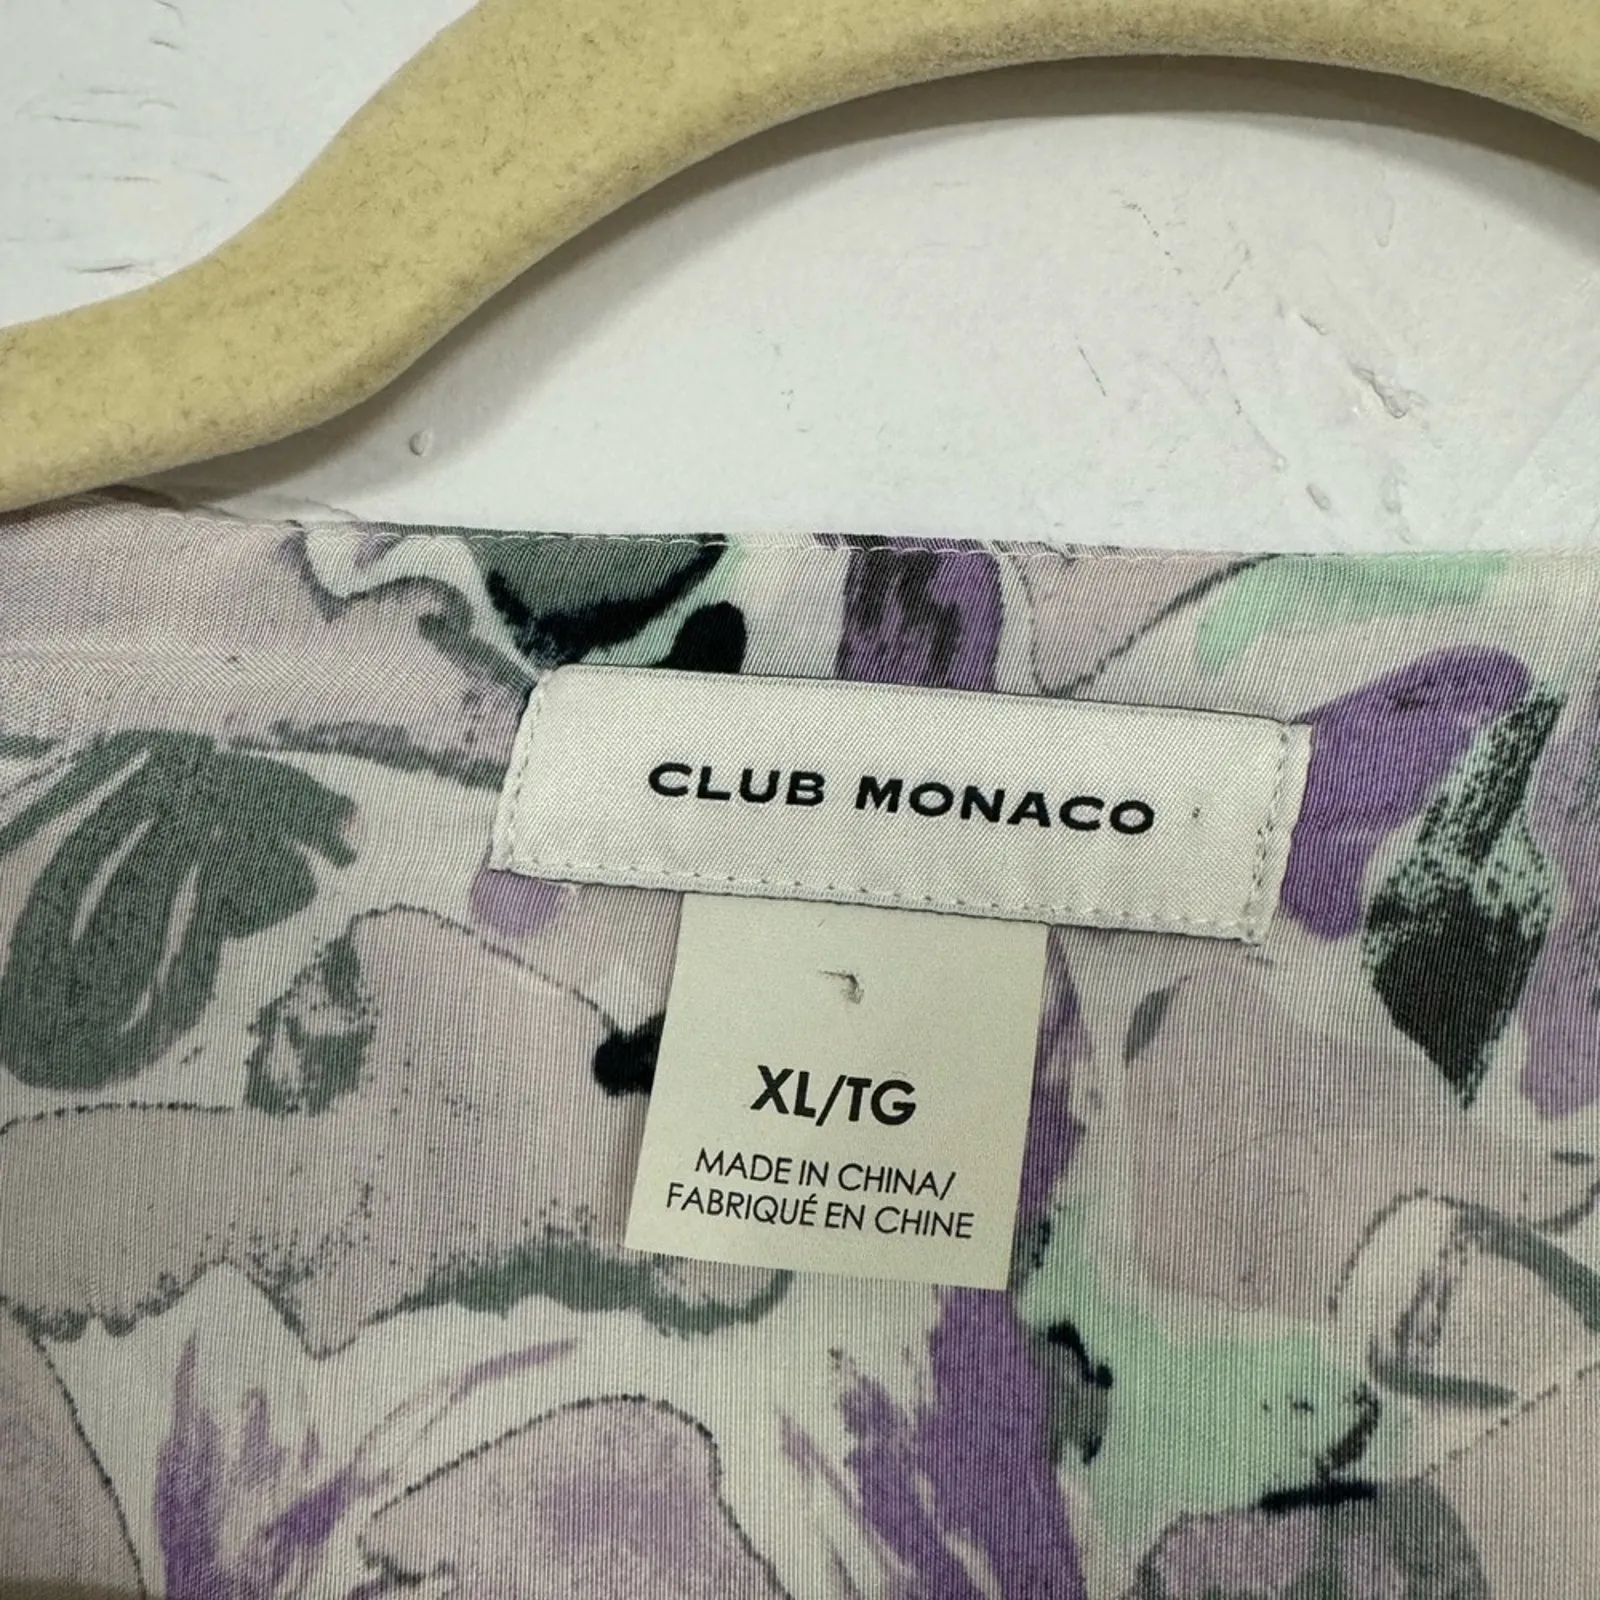 CLUB MONACO
XL/TG
MADE IN CHINA/
FABRIQUÉ EN CHINE